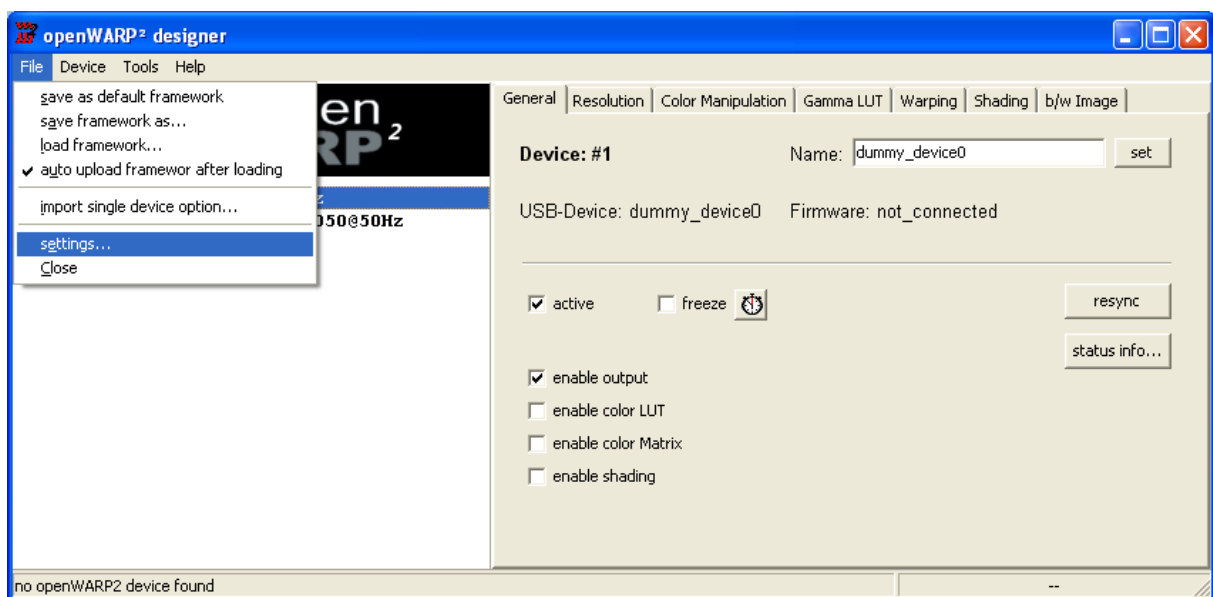 openWARP² designer
File Device Tools Help
save as default framework
save framework as...
load framework...
auto upload framewor after loading
import single device option...
settings...
Close
en
RP²
z
050@50Hz
General Resolution Color Manipulation Gamma LUT Warping Shading b/w Image
Device: #1 Name: dummy_device0 set
USB-Device: dummy_device0 Firmware: not_connected
active freeze resync
status info...
enable output
enable color LUT
enable color Matrix
enable shading
no openWARP2 device found --